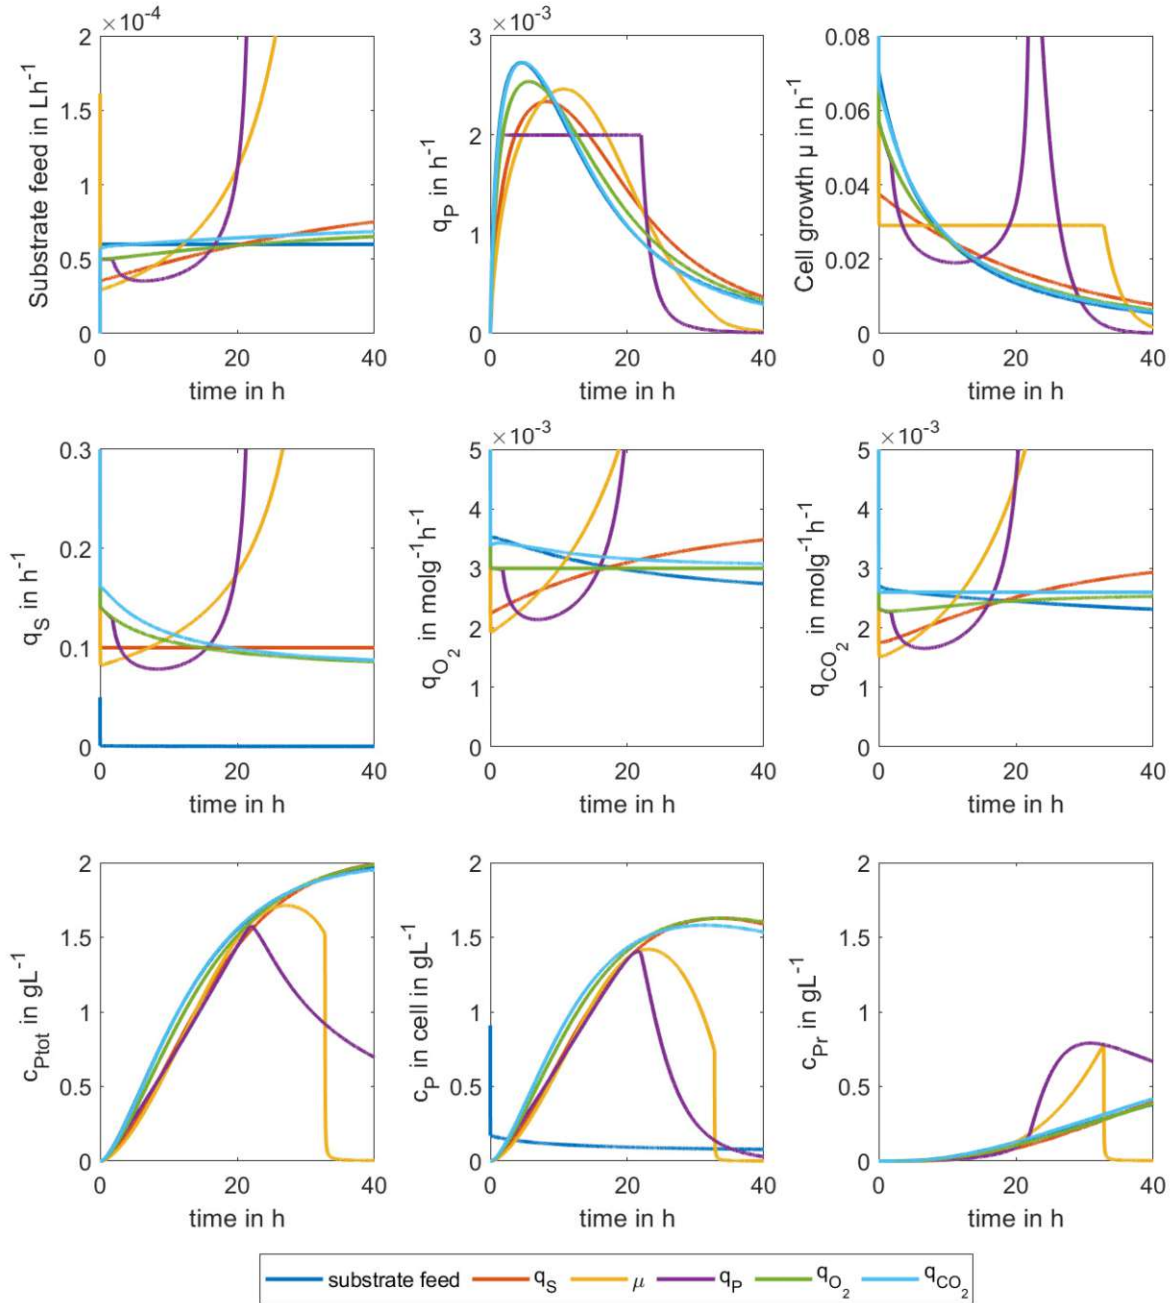 ×10⁻⁴
2
1.5
1
0.5
0
Substrate feed in Lh⁻¹
0 20 40
time in h
×10⁻³
3
2
1
0
q_P in h⁻¹
0 20 40
time in h
0.08
0.06
0.04
0.02
0
Cell growth μ in h⁻¹
0 20 40
time in h
0.3
0.2
0.1
0
q_S in h⁻¹
0 20 40
time in h
×10⁻³
5
4
3
2
1
0
q_O₂ in molg⁻¹h⁻¹
0 20 40
time in h
×10⁻³
5
4
3
2
1
0
q_CO₂ in molg⁻¹h⁻¹
0 20 40
time in h
2
1.5
1
0.5
0
c_Ptot in gL⁻¹
0 20 40
time in h
2
1.5
1
0.5
0
c_P in cell in gL⁻¹
0 20 40
time in h
2
1.5
1
0.5
0
c_Pr in gL⁻¹
0 20 40
time in h
substrate feed q_S μ q_P q_O₂ q_CO₂